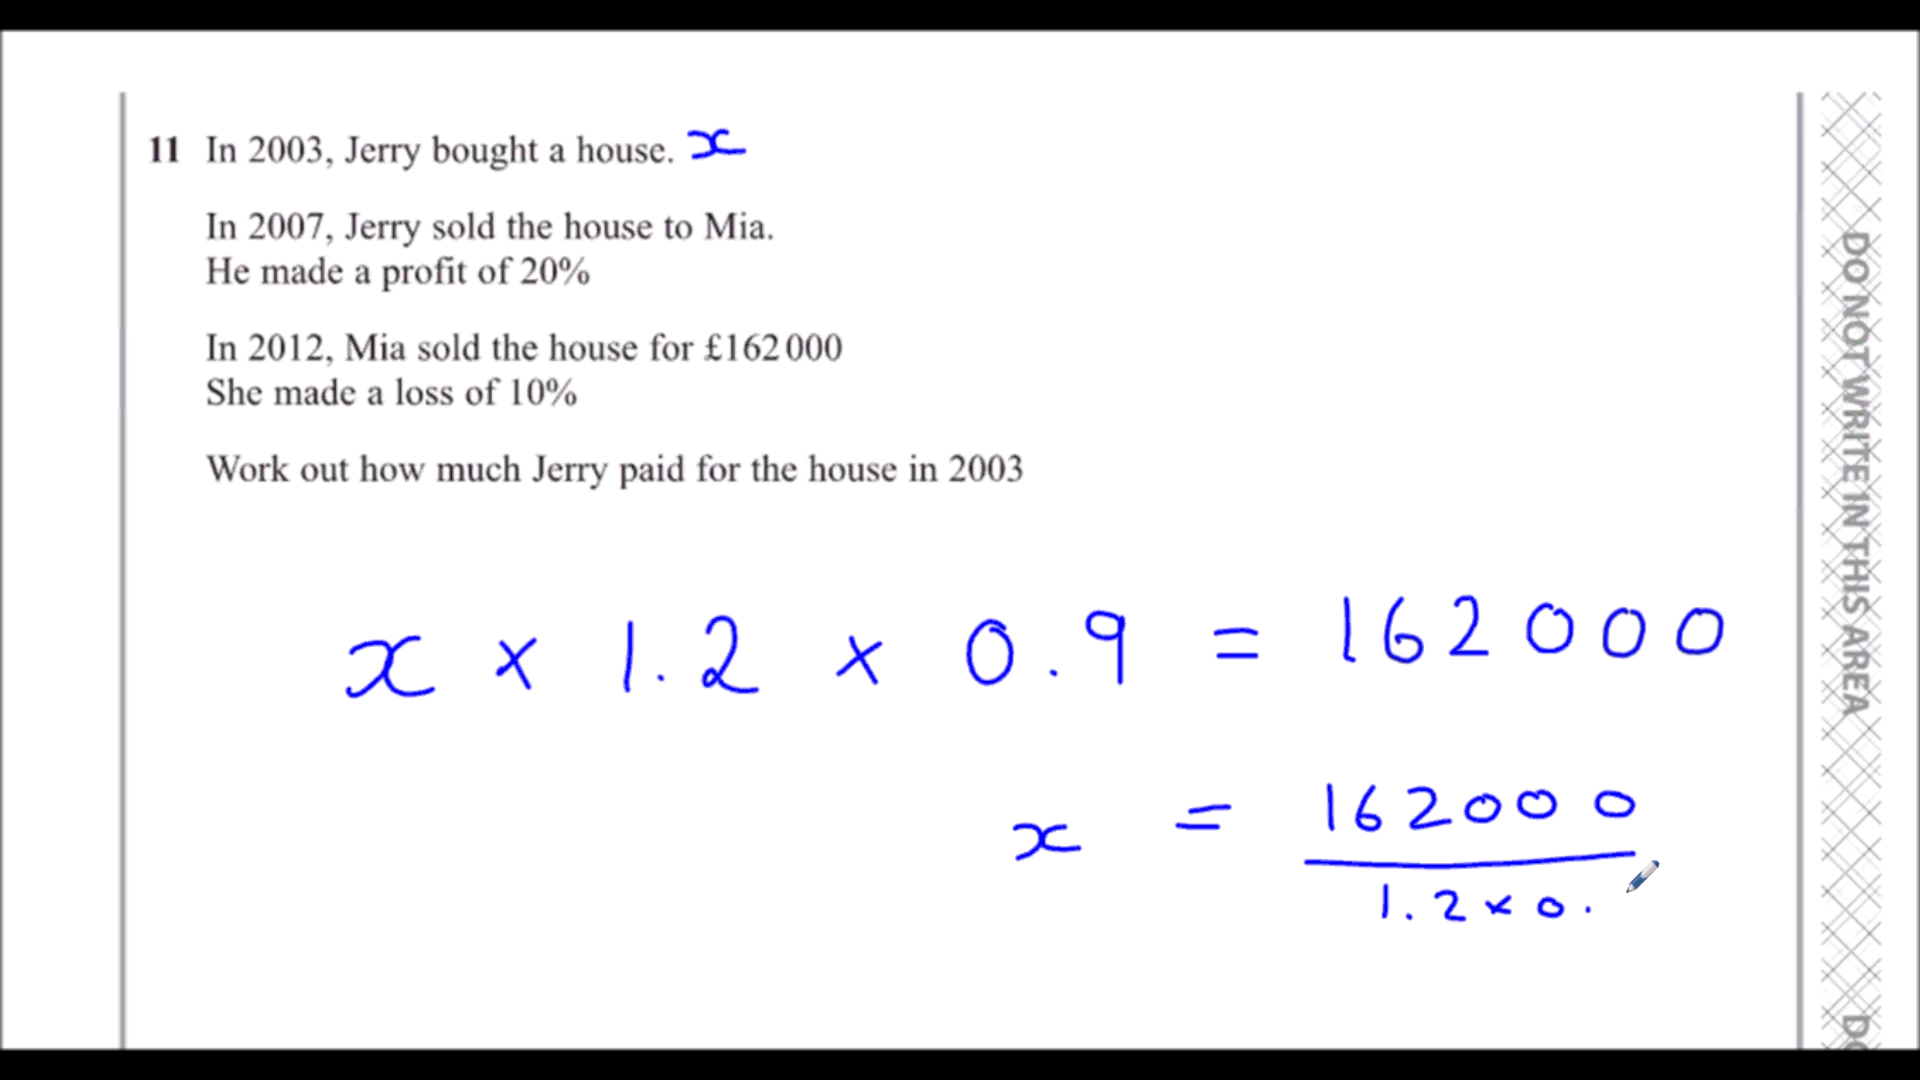 11 In 2003, Jerry bought a house. x
In 2007, Jerry sold the house to Mia.
He made a profit of 20%
In 2012, Mia sold the house for £162 000
She made a loss of 10%
Work out how much Jerry paid for the house in 2003
x × 1.2 × 0.9 = 162000
x = 162000
1.2 × 0.
DO NOT WRITE IN THIS AREA
DO